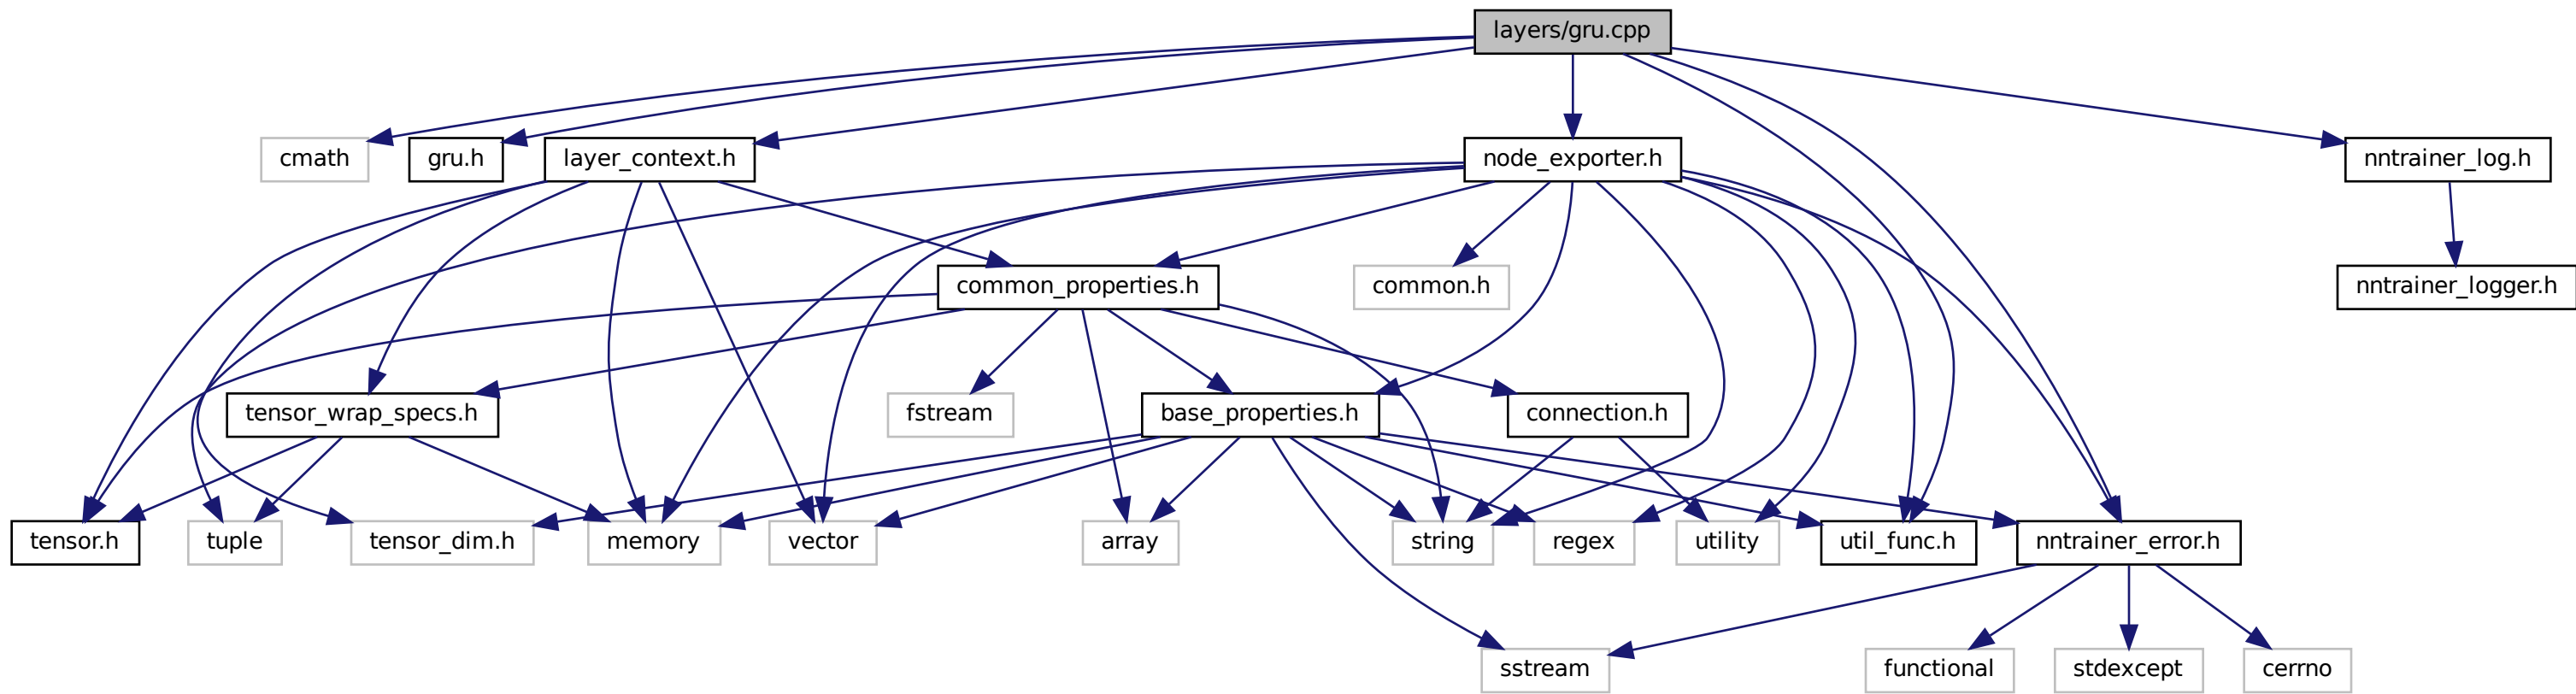 layers/gru.cpp
cmath
gru.h
layer_context.h
node_exporter.h
nntrainer_log.h
common_properties.h
common.h
nntrainer_logger.h
tensor_wrap_specs.h
fstream
base_properties.h
connection.h
tensor.h
tuple
tensor_dim.h
memory
vector
array
string
regex
utility
util_func.h
nntrainer_error.h
sstream
functional
stdexcept
cerrno